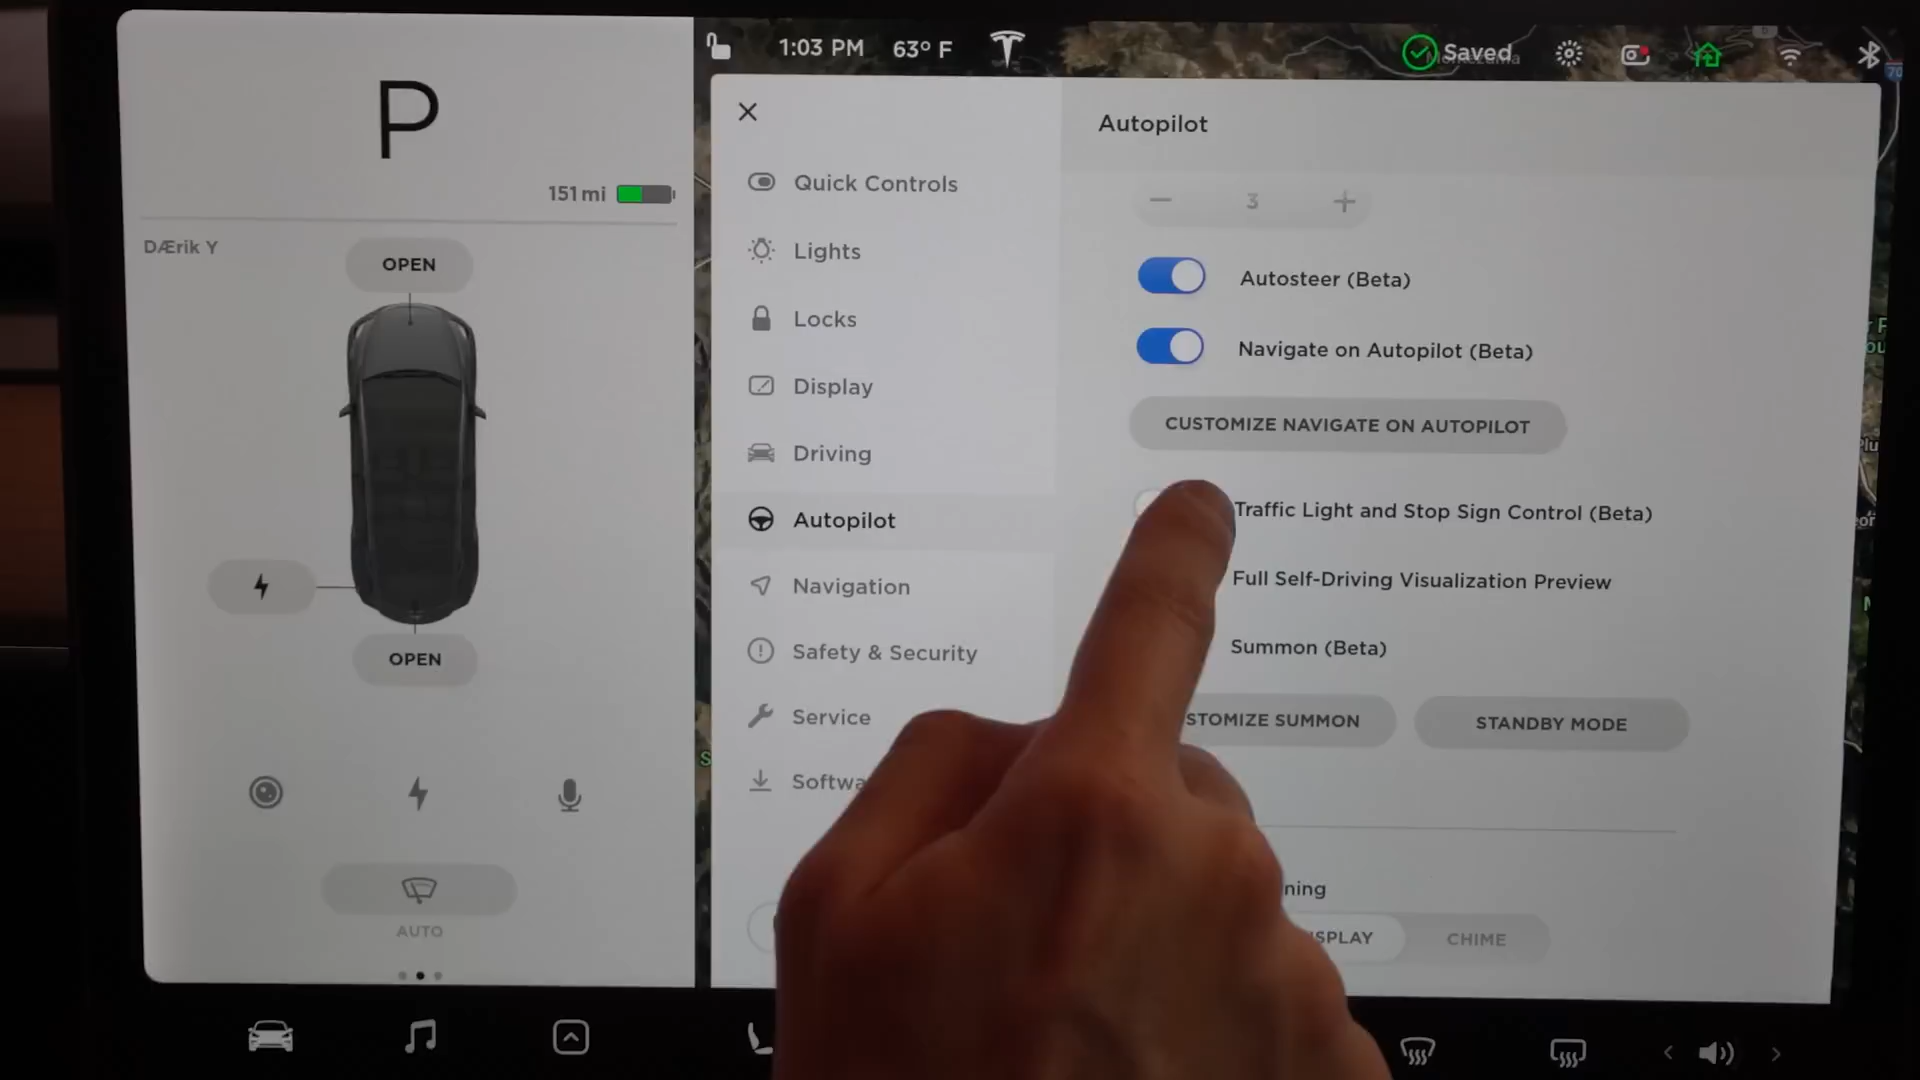 P
151 mi
DÆrik Y
OPEN
OPEN
AUTO
1:03 PM 63° F
Saved
70
Quick Controls
Lights
Locks
Display
Driving
Autopilot
Navigation
Safety & Security
Service
Softwa
Autopilot
− 3 +
Autosteer (Beta)
Navigate on Autopilot (Beta)
CUSTOMIZE NAVIGATE ON AUTOPILOT
Traffic Light and Stop Sign Control (Beta)
Full Self-Driving Visualization Preview
Summon (Beta)
STOMIZE SUMMON
STANDBY MODE
ning
SPLAY
CHIME